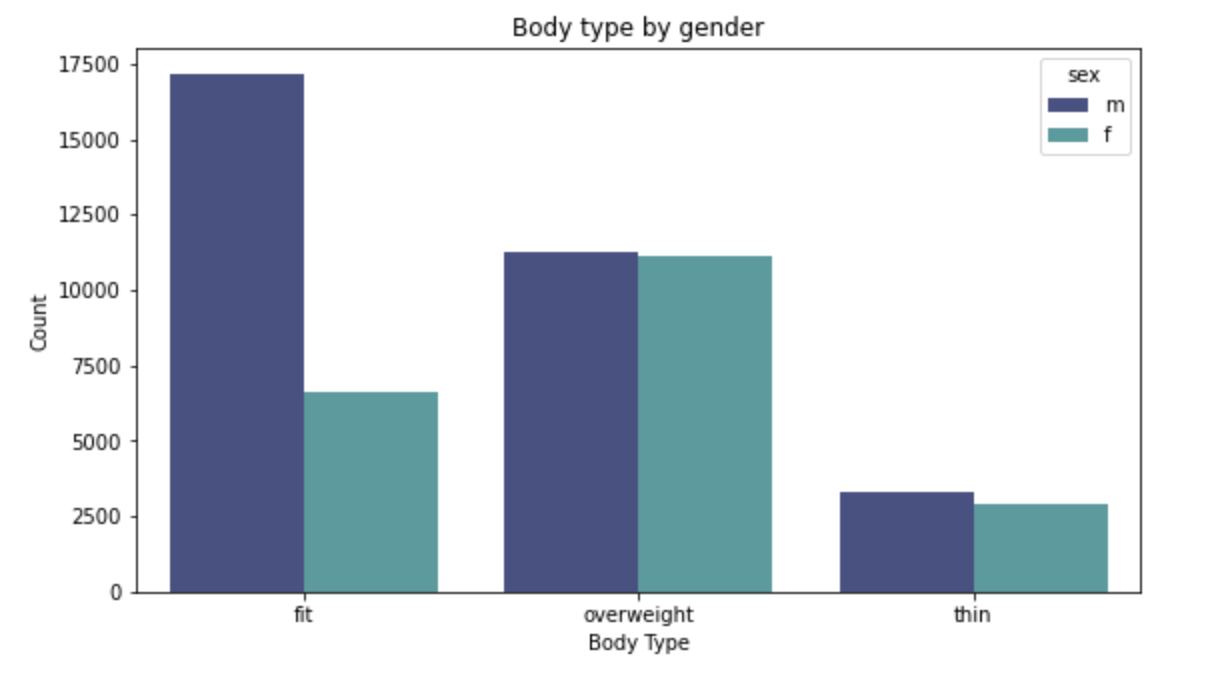 Body type by gender
sex
m
f
17500
15000
12500
10000
7500
5000
2500
0
Count
fit
overweight
thin
Body Type